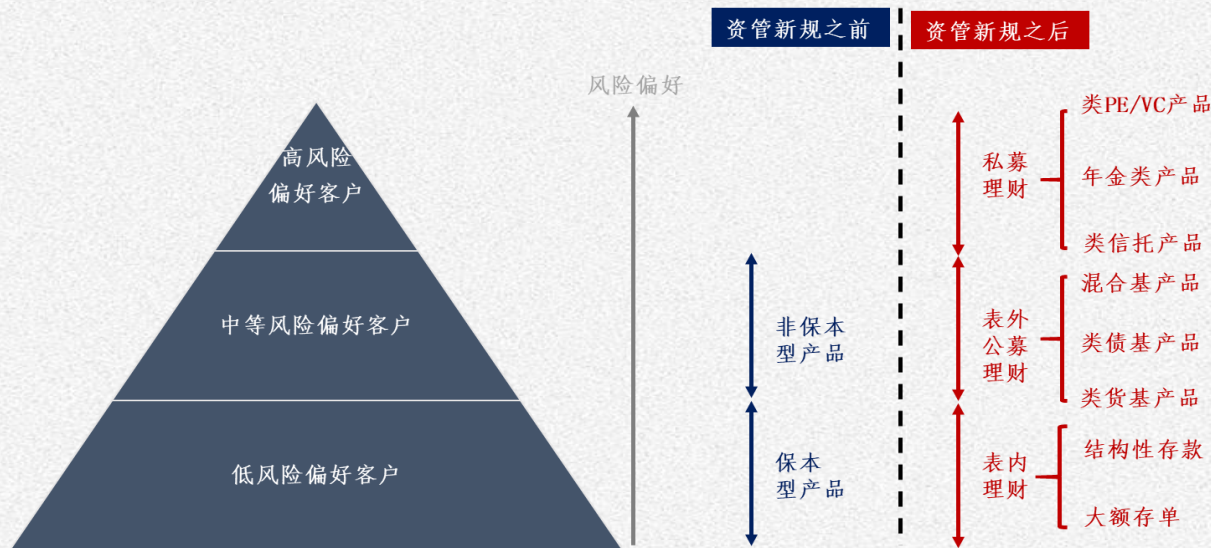 资管新规之前
资管新规之后
风险偏好
高风险
偏好客户
中等风险偏好客户
低风险偏好客户
非保本
型产品
保本
型产品
私募
理财
类PE/VC产品
年金类产品
类信托产品
表外
公募
理财
混合基产品
类债基产品
类货基产品
表内
理财
结构性存款
大额存单